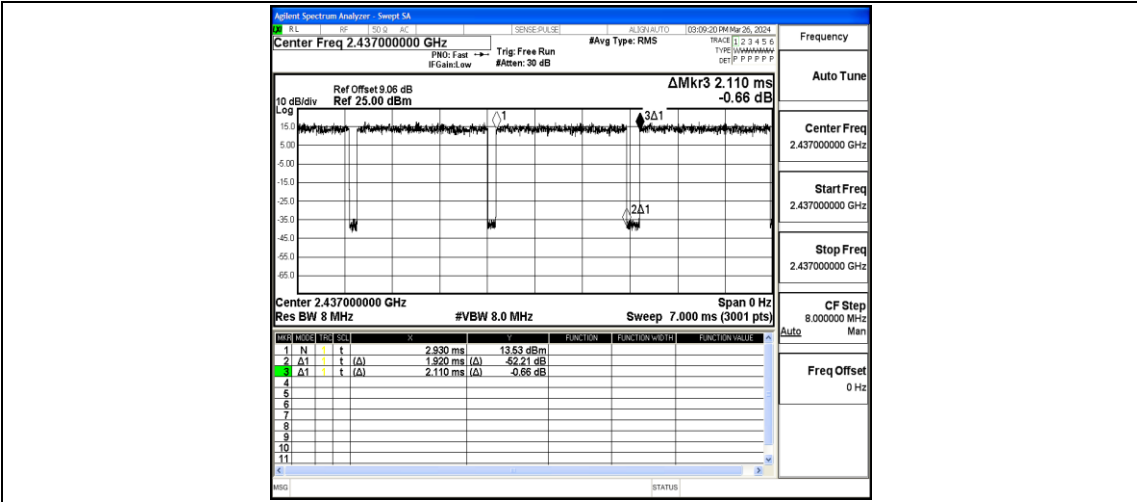 Agilent Spectrum Analyzer - Swept SA
RL RF 50 Ω AC SENSE:PULSE ALIGN AUTO 03:09:20 PM Mar 26, 2024
Center Freq 2.437000000 GHz
PNO: Fast
IFGain:Low
Trig: Free Run
#Atten: 30 dB
#Avg Type: RMS
TRACE 1 2 3 4 5 6
TYPE
DET P P P P P P
Frequency
Auto Tune
Center Freq
2.437000000 GHz
Start Freq
2.437000000 GHz
Stop Freq
2.437000000 GHz
CF Step
8.000000 MHz
Auto Man
Freq Offset
0 Hz
ΔMkr3 2.110 ms
-0.66 dB
Ref Offset 9.06 dB
10 dB/div Ref 25.00 dBm
Log
15.0
5.00
-5.00
-15.0
-25.0
-35.0
-45.0
-55.0
-65.0
1
3Δ1
2Δ1
Center 2.437000000 GHz Span 0 Hz
Res BW 8 MHz #VBW 8.0 MHz Sweep 7.000 ms (3001 pts)
MKR MODE TRC SCL X Y FUNCTION FUNCTION WIDTH FUNCTION VALUE
1 N 1 t 2.930 ms 13.53 dBm
2 Δ1 1 t (Δ) 1.920 ms (Δ) -52.21 dB
3 Δ1 1 t (Δ) 2.110 ms (Δ) -0.66 dB
4
5
6
7
8
9
10
11
MSG STATUS